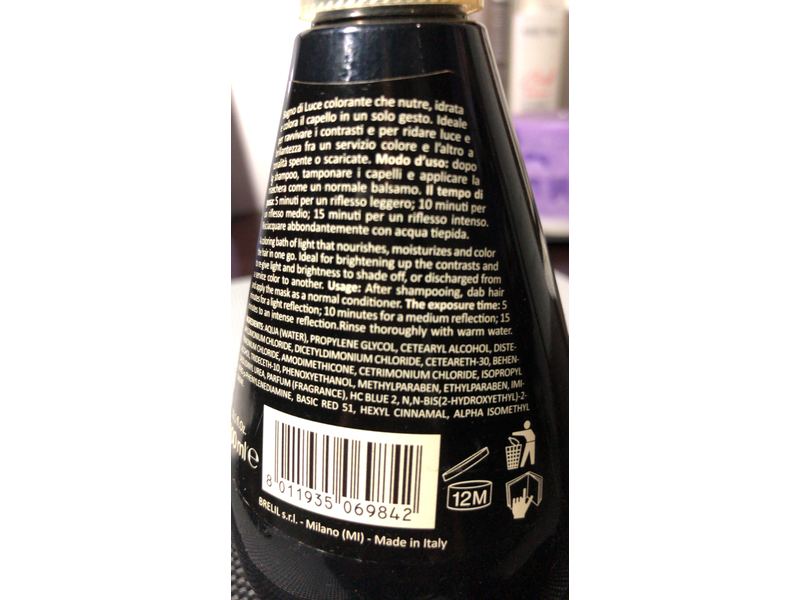 Bagno di Luce colorante che nutre, idrata
e colora il capello in un solo gesto. Ideale
per ravvivare i contrasti e per ridare luce e
brillantezza fra un servizio colore e l'altro a
tonalità spente o scaricate. Modo d'uso: dopo
lo shampoo, tamponare i capelli e applicare la
maschera come un normale balsamo. Il tempo di
posa: 5 minuti per un riflesso leggero; 10 minuti per
un riflesso medio; 15 minuti per un riflesso intenso.
Risciacquare abbondantemente con acqua tiepida.
A coloring bath of light that nourishes, moisturizes and color
the hair in one go. Ideal for brightening up the contrasts and
to re-give light and brightness to shade off, or discharged from
a service color to another. Usage: After shampooing, dab hair
and apply the mask as a normal conditioner. The exposure time: 5
minutes for a light reflection; 10 minutes for a medium reflection; 15
minutes to an intense reflection.Rinse thoroughly with warm water.
INGREDIENTS: AQUA (WATER), PROPYLENE GLYCOL, CETEARYL ALCOHOL, DISTE-
CHLORIDE, DICETYLDIMONIUM CHLORIDE, CETEARETH-30, BEHEN-
CHLORIDE, AMODIMETHICONE, CETRIMONIUM CHLORIDE, ISOPROPYL
TRIDECETH-10, PHENOXYETHANOL, METHYLPARABEN, ETHYLPARABEN, IMI-
UREA, PARFUM (FRAGRANCE), HC BLUE 2, N,N-BIS(2-HYDROXYETHYL)-2-
BASIC RED 51, HEXYL CINNAMAL, ALPHA ISOMETHYL
ml e
8 011935 069842
12M
BRELIL s.r.l. - Milano (MI) - Made in Italy